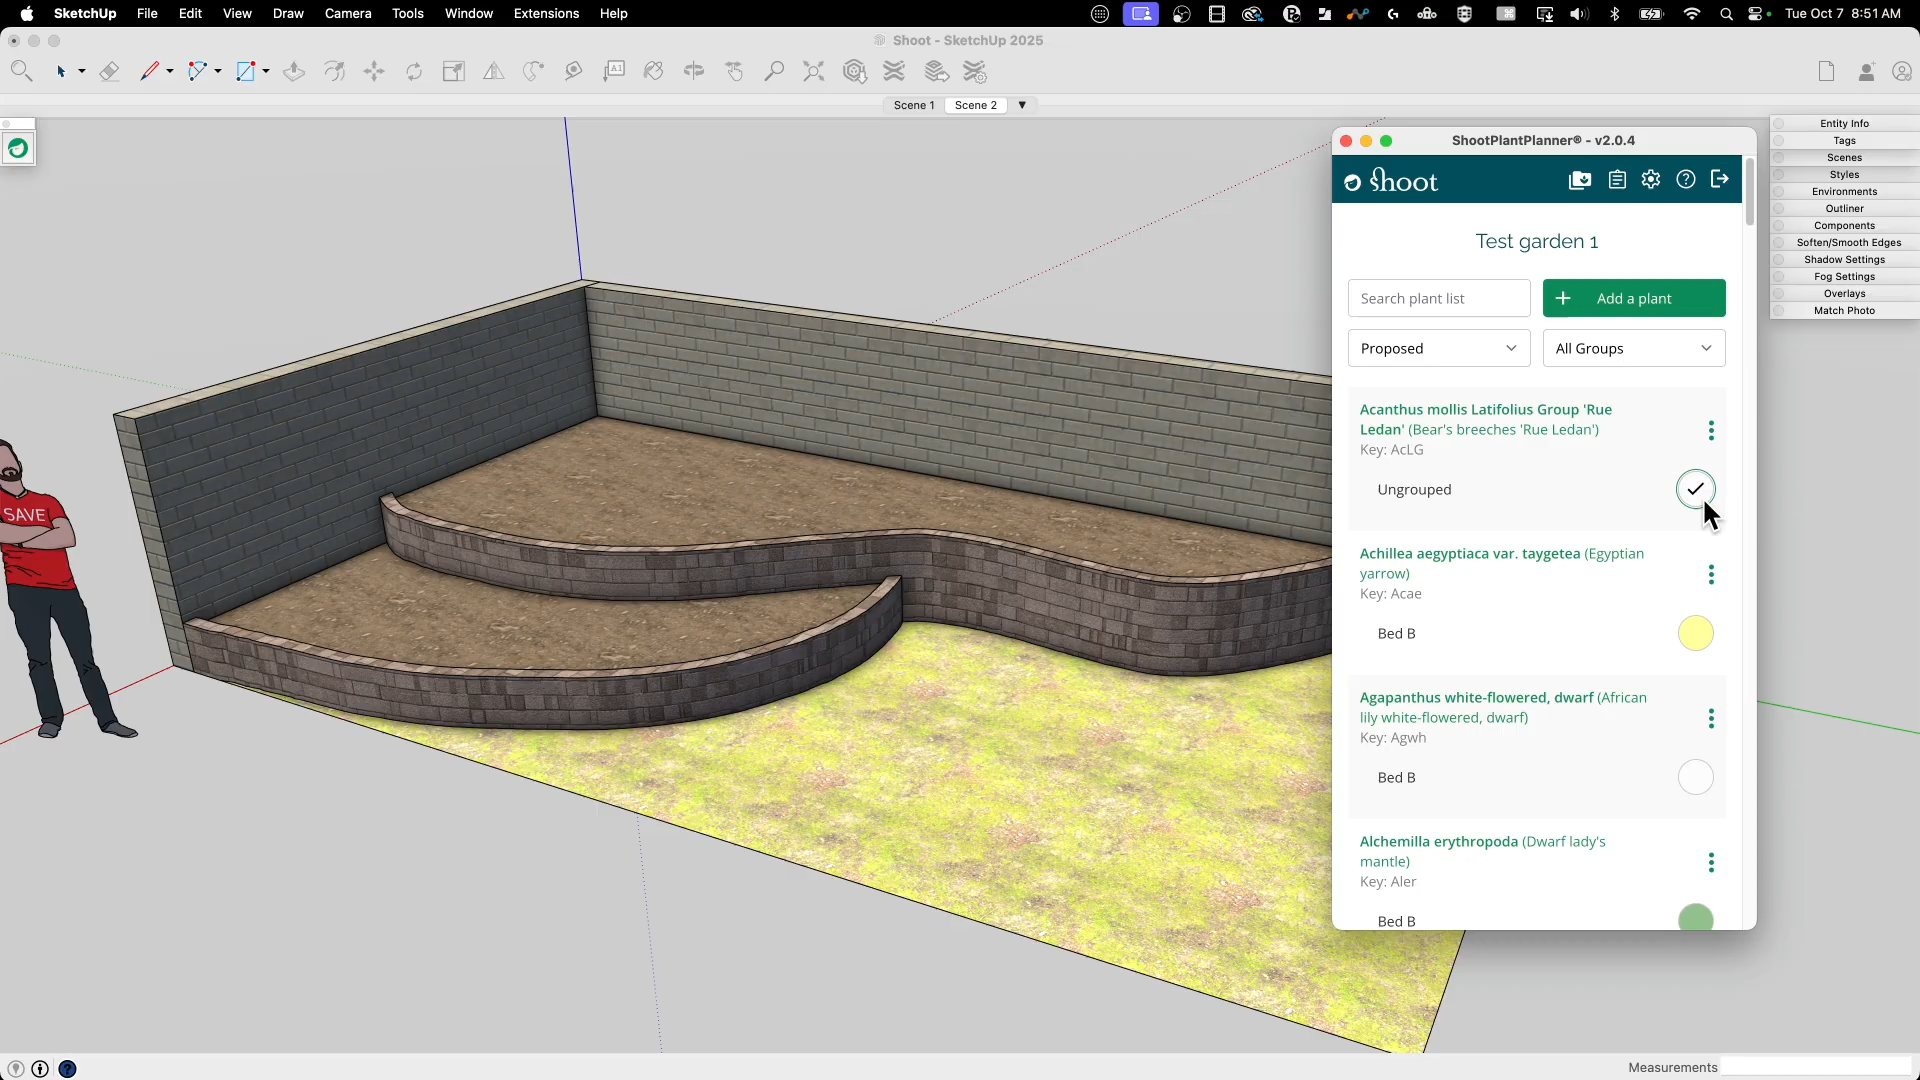 SketchUp File Edit View Draw Camera Tools Window Extensions Help
Tue Oct 7 8:51 AM
Shoot - SketchUp 2025
Scene 1 Scene 2
SAVE
ShootPlantPlanner® - v2.0.4
shoot
Test garden 1
Search plant list
Add a plant
Proposed
All Groups
Acanthus mollis Latifolius Group 'Rue
Ledan' (Bear's breeches 'Rue Ledan')
Key: AcLG
Ungrouped
Achillea aegyptiaca var. taygetea (Egyptian
yarrow)
Key: Acae
Bed B
Agapanthus white-flowered, dwarf (African
lily white-flowered, dwarf)
Key: Agwh
Bed B
Alchemilla erythropoda (Dwarf lady's
mantle)
Key: Aler
Bed B
Entity Info
Tags
Scenes
Styles
Environments
Outliner
Components
Soften/Smooth Edges
Shadow Settings
Fog Settings
Overlays
Match Photo
Measurements